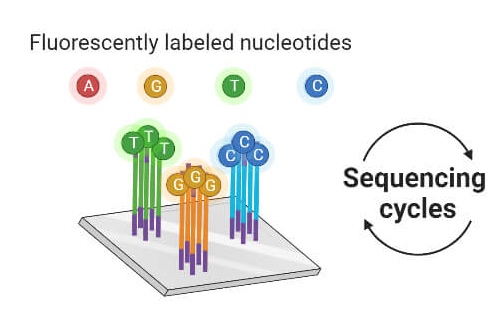 Fluorescently labeled nucleotides
A G T C
T T T
G G G
C C C
Sequencing
cycles